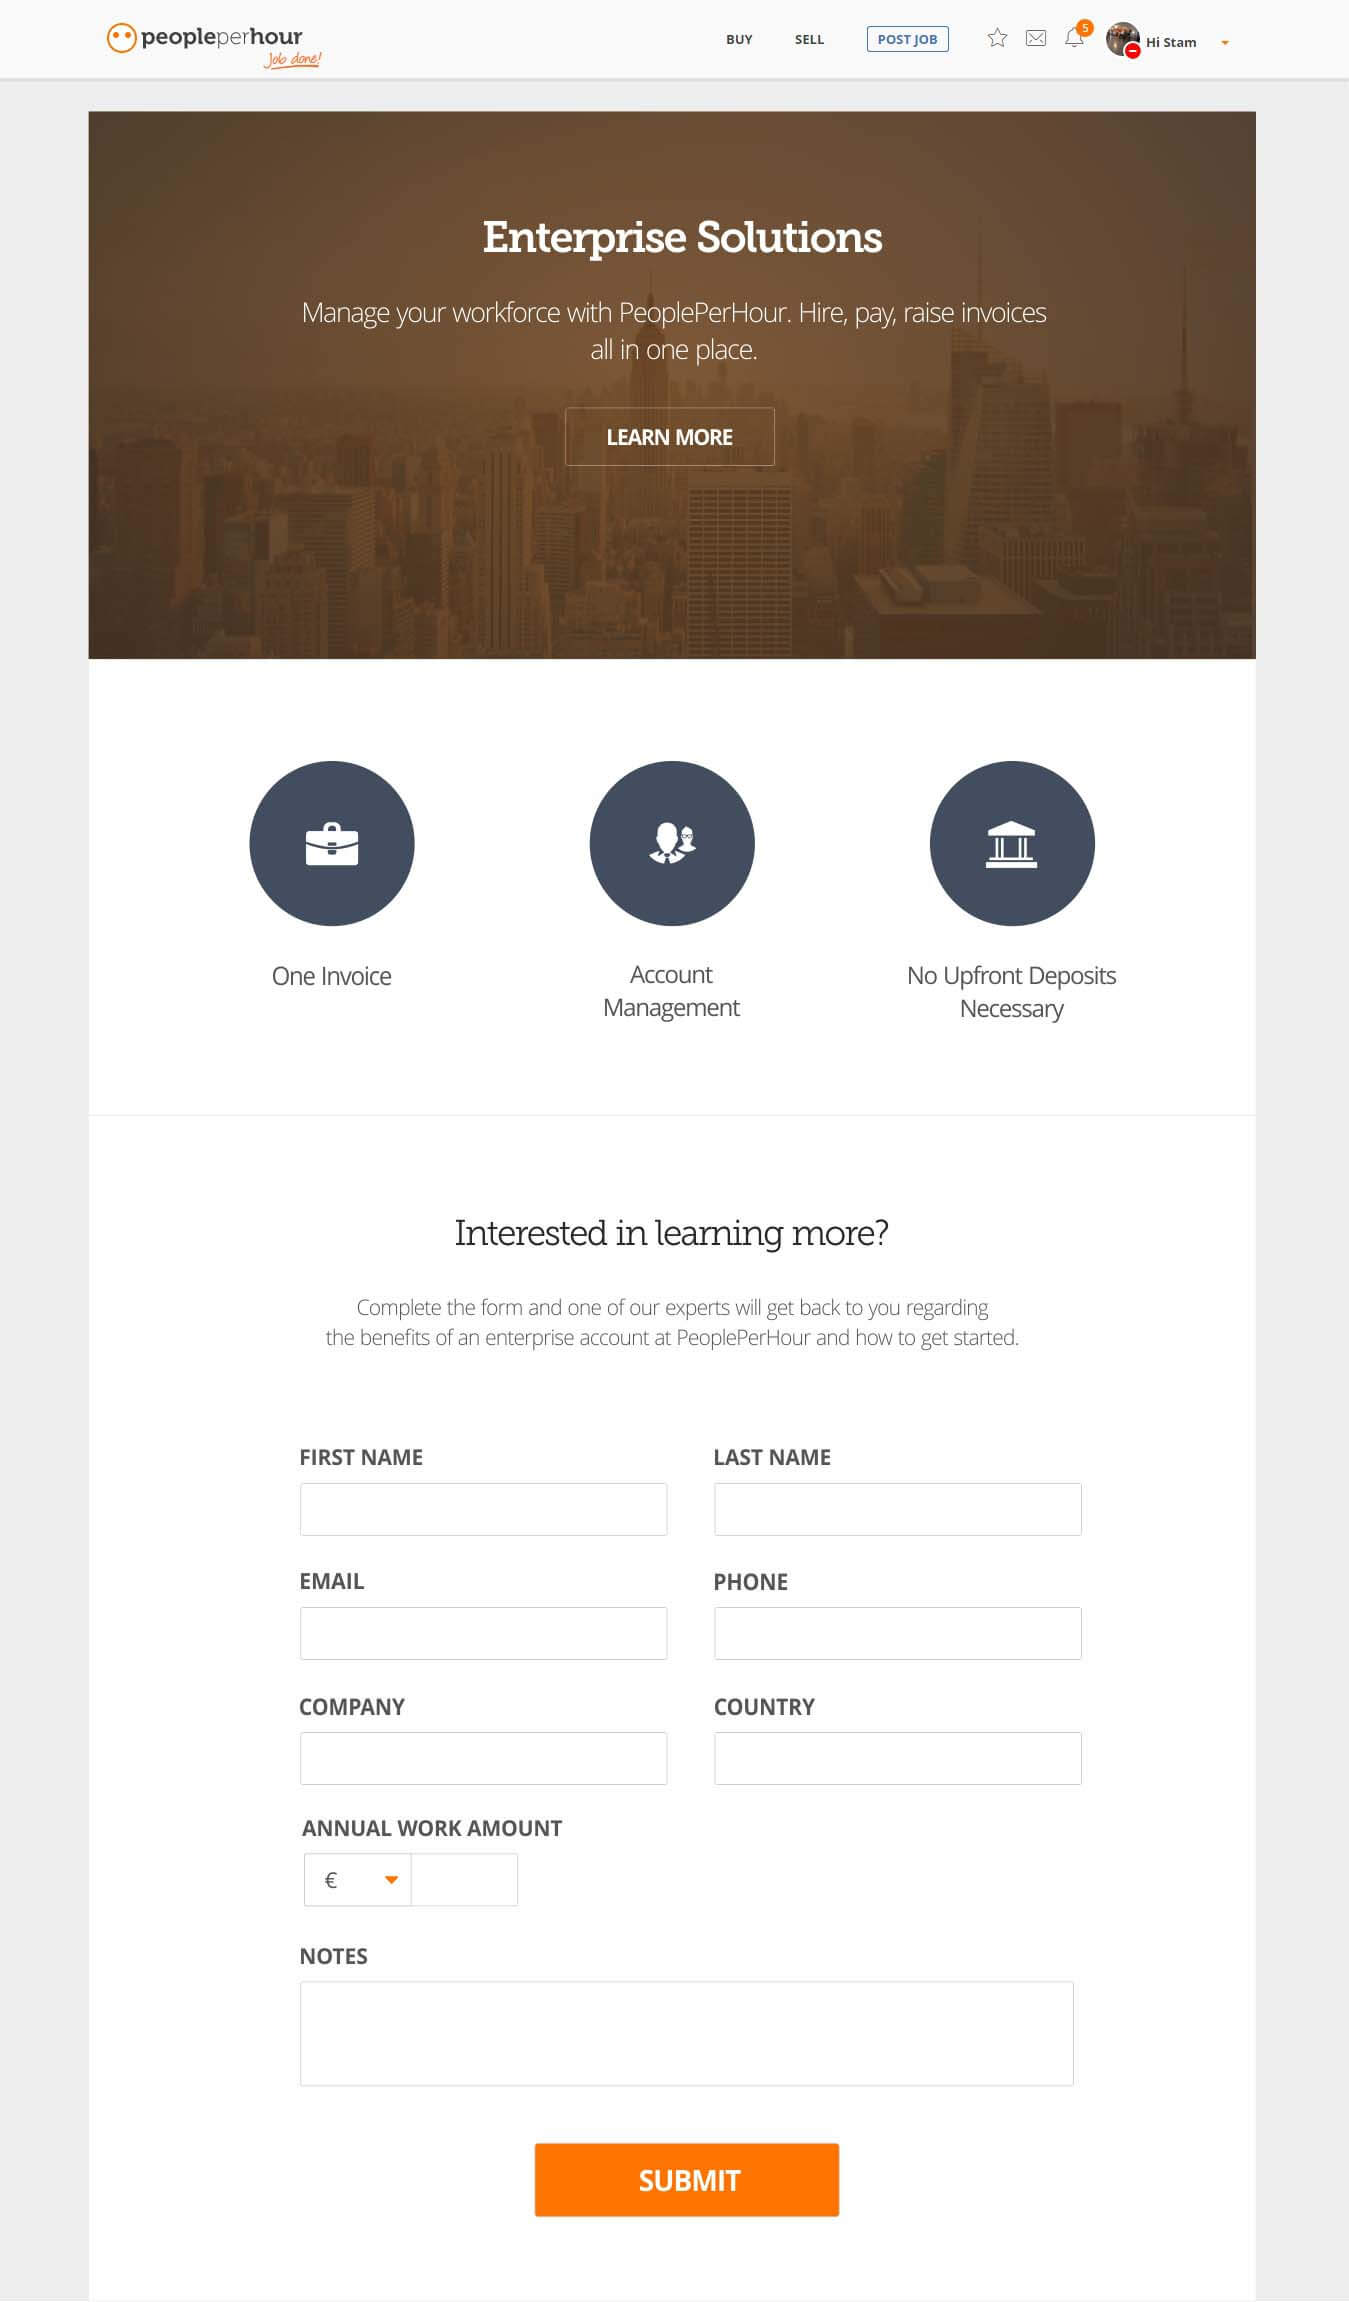 peopleperhour
Job done!
BUY SELL POST JOB 5 Hi Stam
Enterprise Solutions
Manage your workforce with PeoplePerHour. Hire, pay, raise invoices
all in one place.
LEARN MORE
One Invoice
Account
Management
No Upfront Deposits
Necessary
Interested in learning more?
Complete the form and one of our experts will get back to you regarding
the benefits of an enterprise account at PeoplePerHour and how to get started.
FIRST NAME LAST NAME
EMAIL PHONE
COMPANY COUNTRY
ANNUAL WORK AMOUNT
€
NOTES
SUBMIT